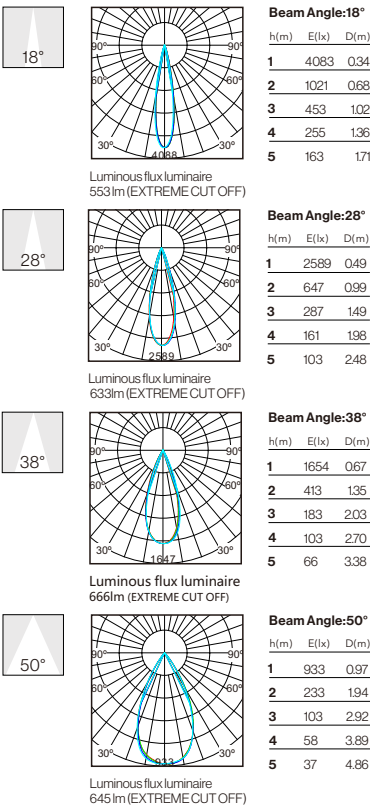 18°
90°
90°
60°
60°
30°
30°
4088
Luminous flux luminaire
553 lm (EXTREME CUT OFF)
Beam Angle:18°
h(m) E(lx) D(m)
1 4083 0.34
2 1021 0.68
3 453 1.02
4 255 1.36
5 163 1.71
28°
90°
90°
60°
60°
30°
30°
2589
Luminous flux luminaire
633lm (EXTREME CUT OFF)
Beam Angle:28°
h(m) E(lx) D(m)
1 2589 0.49
2 647 0.99
3 287 1.49
4 161 1.98
5 103 2.48
38°
90°
90°
60°
60°
30°
30°
1647
Luminous flux luminaire
666lm (EXTREME CUT OFF)
Beam Angle:38°
h(m) E(lx) D(m)
1 1654 0.67
2 413 1.35
3 183 2.03
4 103 2.70
5 66 3.38
50°
90°
90°
60°
60°
30°
30°
933
Luminous flux luminaire
645 lm (EXTREME CUT OFF)
Beam Angle:50°
h(m) E(lx) D(m)
1 933 0.97
2 233 1.94
3 103 2.92
4 58 3.89
5 37 4.86